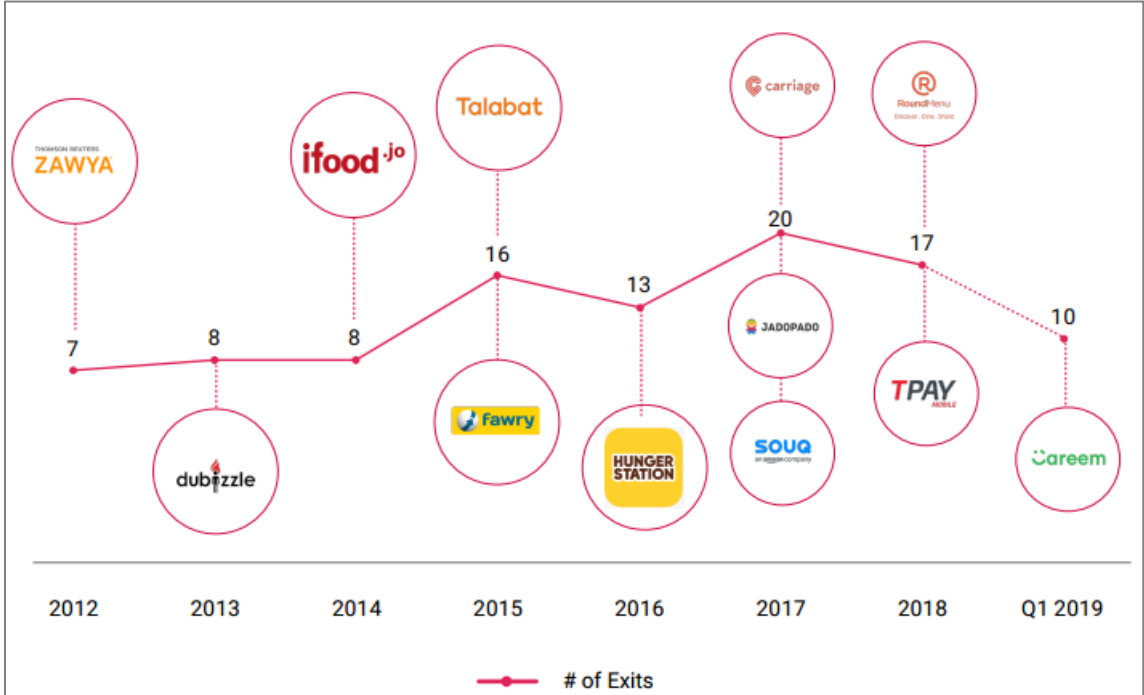 carriage
RoundMenu
Discover. Dine. Share
Talabat
ifood.jo
THOMSON REUTERS
ZAWYA
20
17
16
13
10
8
8
7
JADOPADO
TPAY
MOBILE
fawry
SOUQ
an amazon company
HUNGER
STATION
Careem
dubizzle
2012 2013 2014 2015 2016 2017 2018 Q1 2019
# of Exits